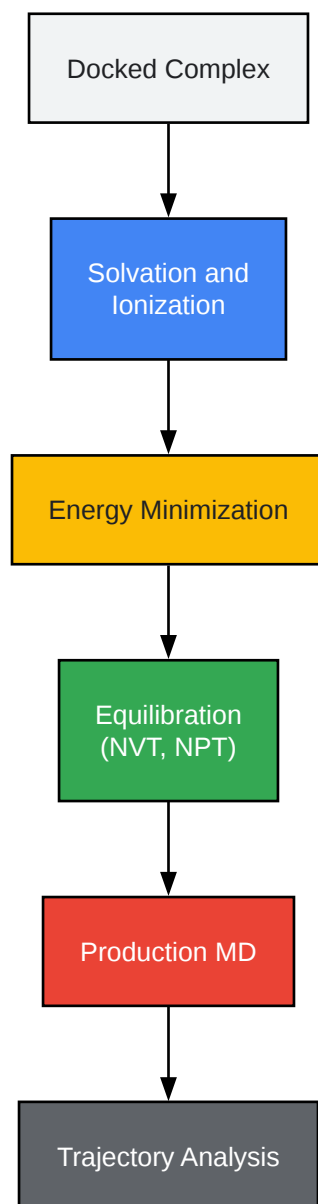 Docked Complex
Solvation and
Ionization
Energy Minimization
Equilibration
(NVT, NPT)
Production MD
Trajectory Analysis